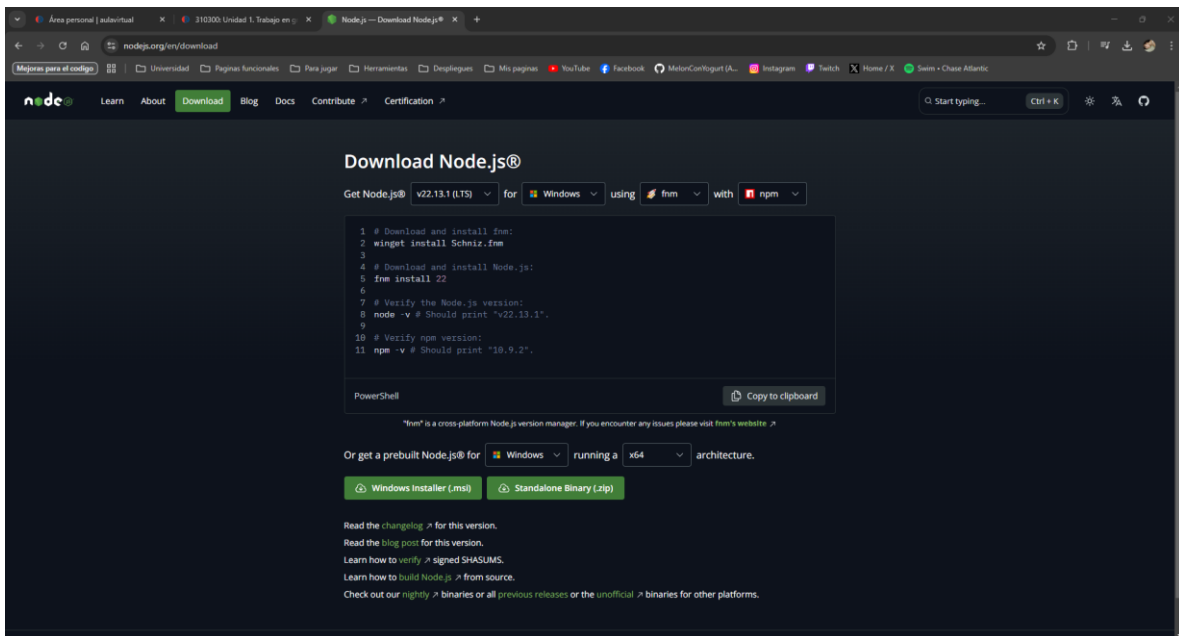 Área personal | aulavirtual
310300: Unidad 1. Trabajo en g
Node.js — Download Node.js®
nodejs.org/en/download
Mejoras para el codigo
Universidad
Paginas funcionales
Para jugar
Herramientas
Despliegues
Mis paginas
YouTube
Facebook
MelonConYogurt (A...
Instagram
Twitch
Home / X
Swim • Chase Atlantic
node
Learn About Download Blog Docs Contribute ↗ Certification ↗
Start typing... Ctrl + K
Download Node.js®
Get Node.js® v22.13.1 (LTS) for Windows using fnm with npm
1 # Download and install fnm:
2 winget install Schniz.fnm
3
4 # Download and install Node.js:
5 fnm install 22
6
7 # Verify the Node.js version:
8 node -v # Should print "v22.13.1".
9
10 # Verify npm version:
11 npm -v # Should print "10.9.2".
PowerShell
Copy to clipboard
"fnm" is a cross-platform Node.js version manager. If you encounter any issues please visit fnm's website ↗
Or get a prebuilt Node.js® for Windows running a x64 architecture.
Windows Installer (.msi) Standalone Binary (.zip)
Read the changelog ↗ for this version.
Read the blog post for this version.
Learn how to verify ↗ signed SHASUMS.
Learn how to build Node.js ↗ from source.
Check out our nightly ↗ binaries or all previous releases or the unofficial ↗ binaries for other platforms.